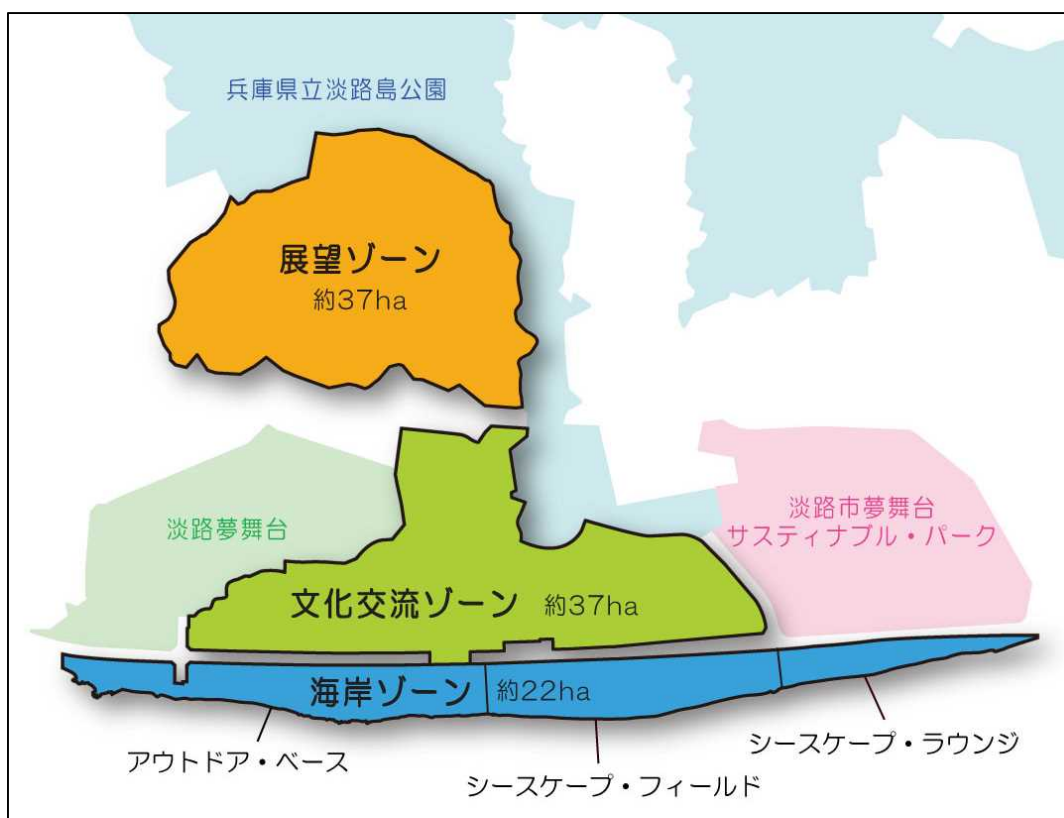 兵庫県立淡路島公園
展望ゾーン
約37ha
淡路夢舞台
淡路市夢舞台
サスティナブル・パーク
文化交流ゾーン 約37ha
海岸ゾーン 約22ha
アウトドア・ベース
シースケープ・フィールド
シースケープ・ラウンジ